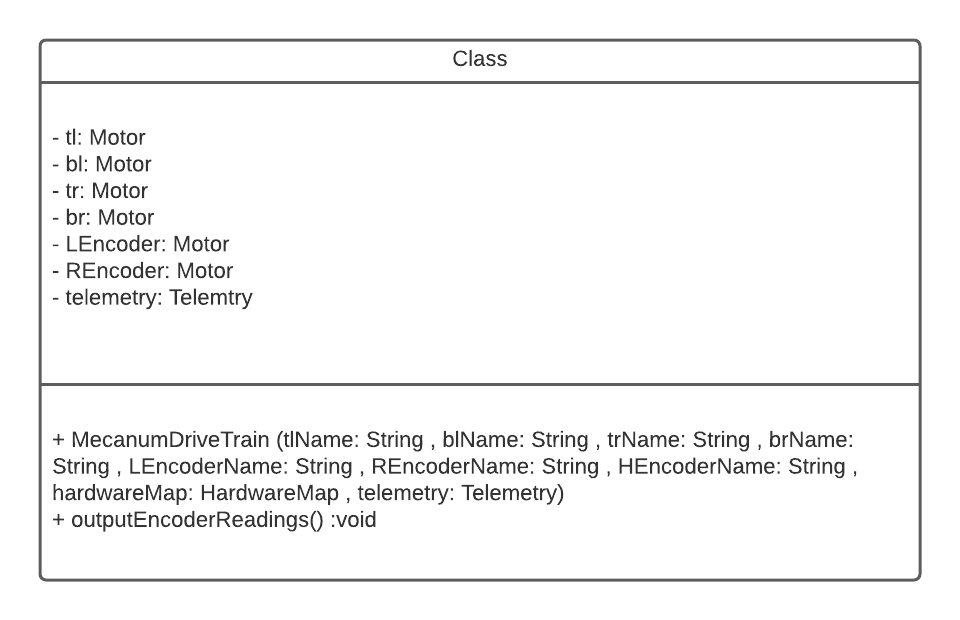 Class
- tl: Motor
- bl: Motor
- tr: Motor
- br: Motor
- LEncoder: Motor
- REncoder: Motor
- telemetry: Telemtry
+ MecanumDriveTrain (tlName: String , blName: String , trName: String , brName:
String , LEncoderName: String , REncoderName: String , HEncoderName: String ,
hardwareMap: HardwareMap , telemetry: Telemetry)
+ outputEncoderReadings() :void